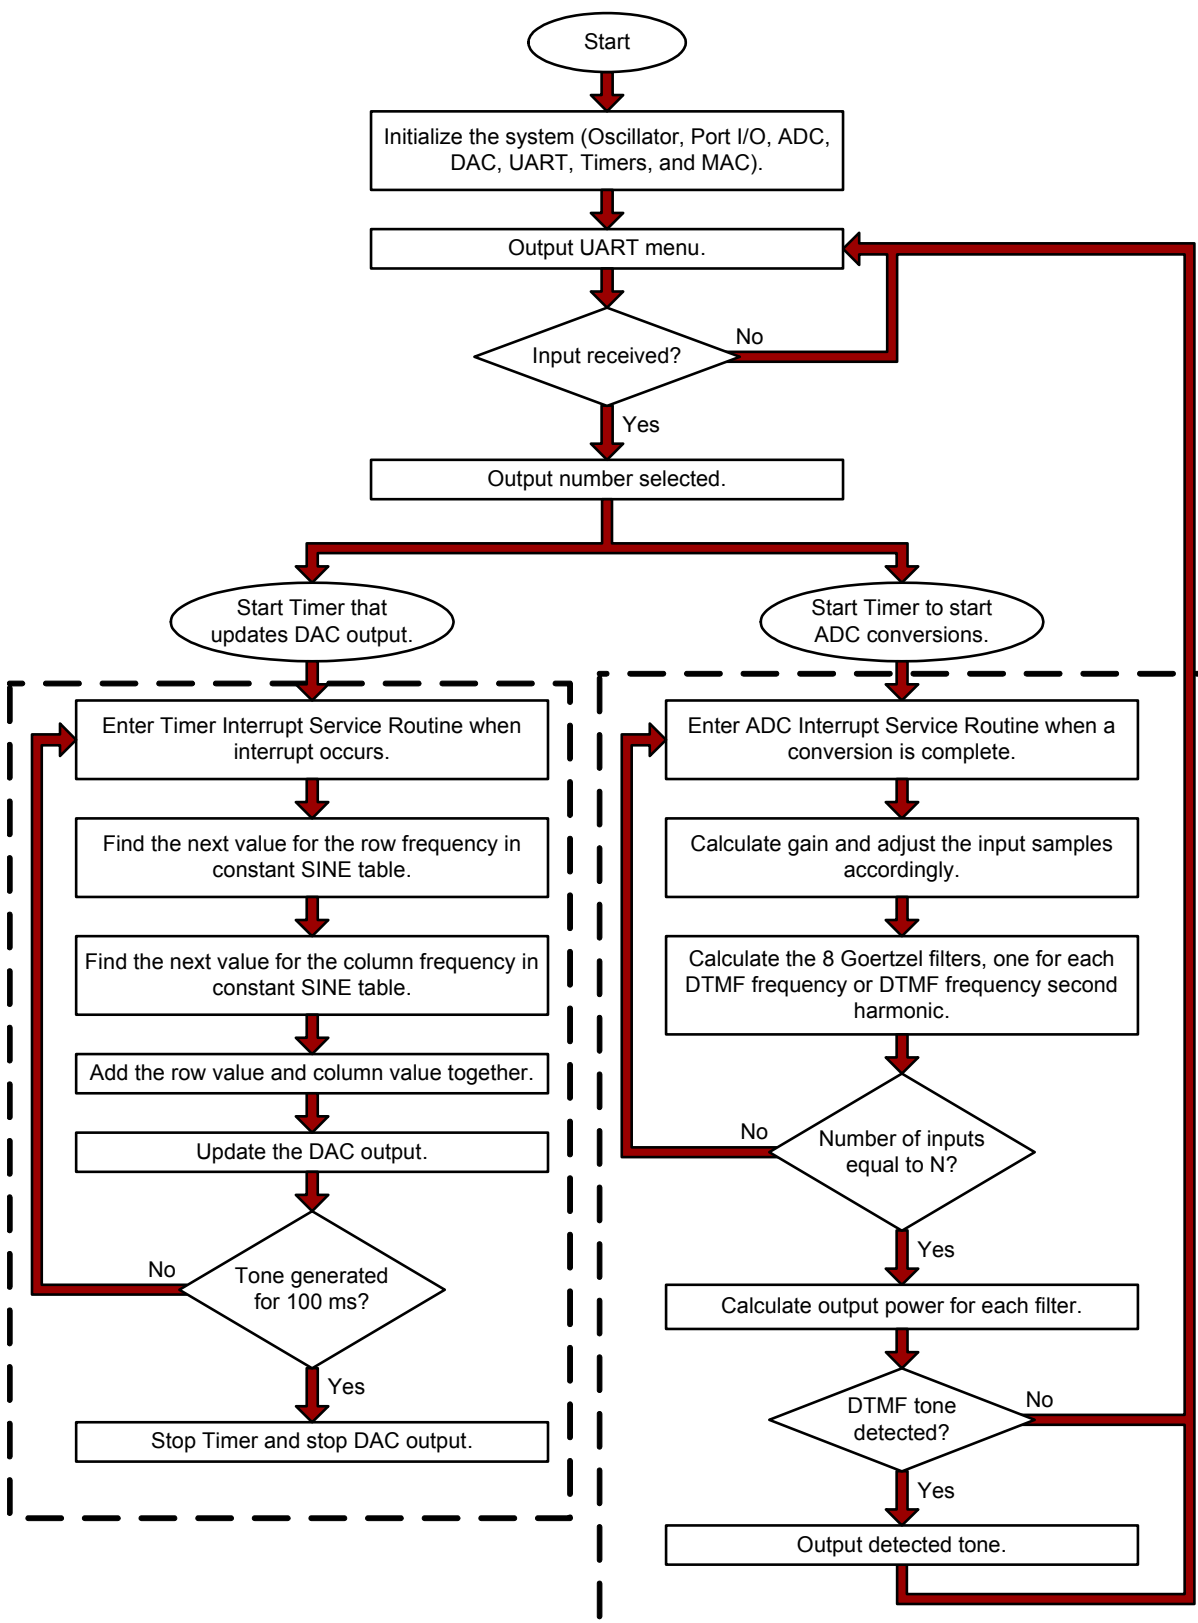 Start
Initialize the system (Oscillator, Port I/O, ADC,
DAC, UART, Timers, and MAC).
Output UART menu.
Input received?
No
Yes
Output number selected.
Start Timer that
updates DAC output.
Enter Timer Interrupt Service Routine when
interrupt occurs.
Find the next value for the row frequency in
constant SINE table.
Find the next value for the column frequency in
constant SINE table.
Add the row value and column value together.
Update the DAC output.
Tone generated
for 100 ms?
No
Yes
Stop Timer and stop DAC output.
Start Timer to start
ADC conversions.
Enter ADC Interrupt Service Routine when a
conversion is complete.
Calculate gain and adjust the input samples
accordingly.
Calculate the 8 Goertzel filters, one for each
DTMF frequency or DTMF frequency second
harmonic.
Number of inputs
equal to N?
No
Yes
Calculate output power for each filter.
DTMF tone
detected?
No
Yes
Output detected tone.